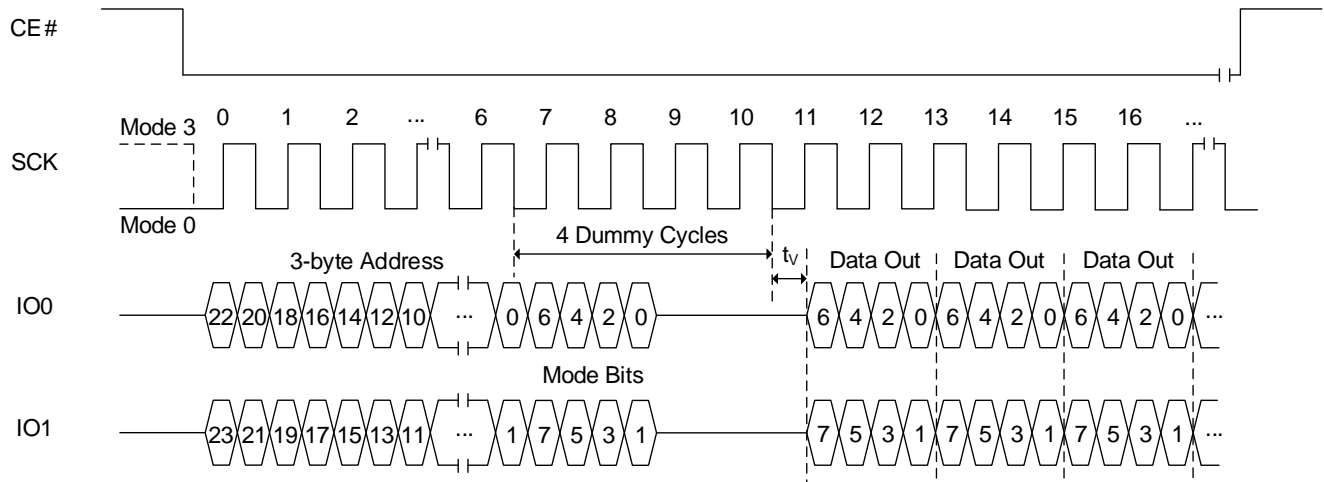 CE#
Mode 3 0 1 2 ... 6 7 8 9 10 11 12 13 14 15 16 ...
SCK
Mode 0
4 Dummy Cycles
3-byte Address tV Data Out Data Out Data Out
IO0 22 20 18 16 14 12 10 ... 0 6 4 2 0 6 4 2 0 6 4 2 0 6 4 2 0 ...
Mode Bits
IO1 23 21 19 17 15 13 11 ... 1 7 5 3 1 7 5 3 1 7 5 3 1 7 5 3 1 ...